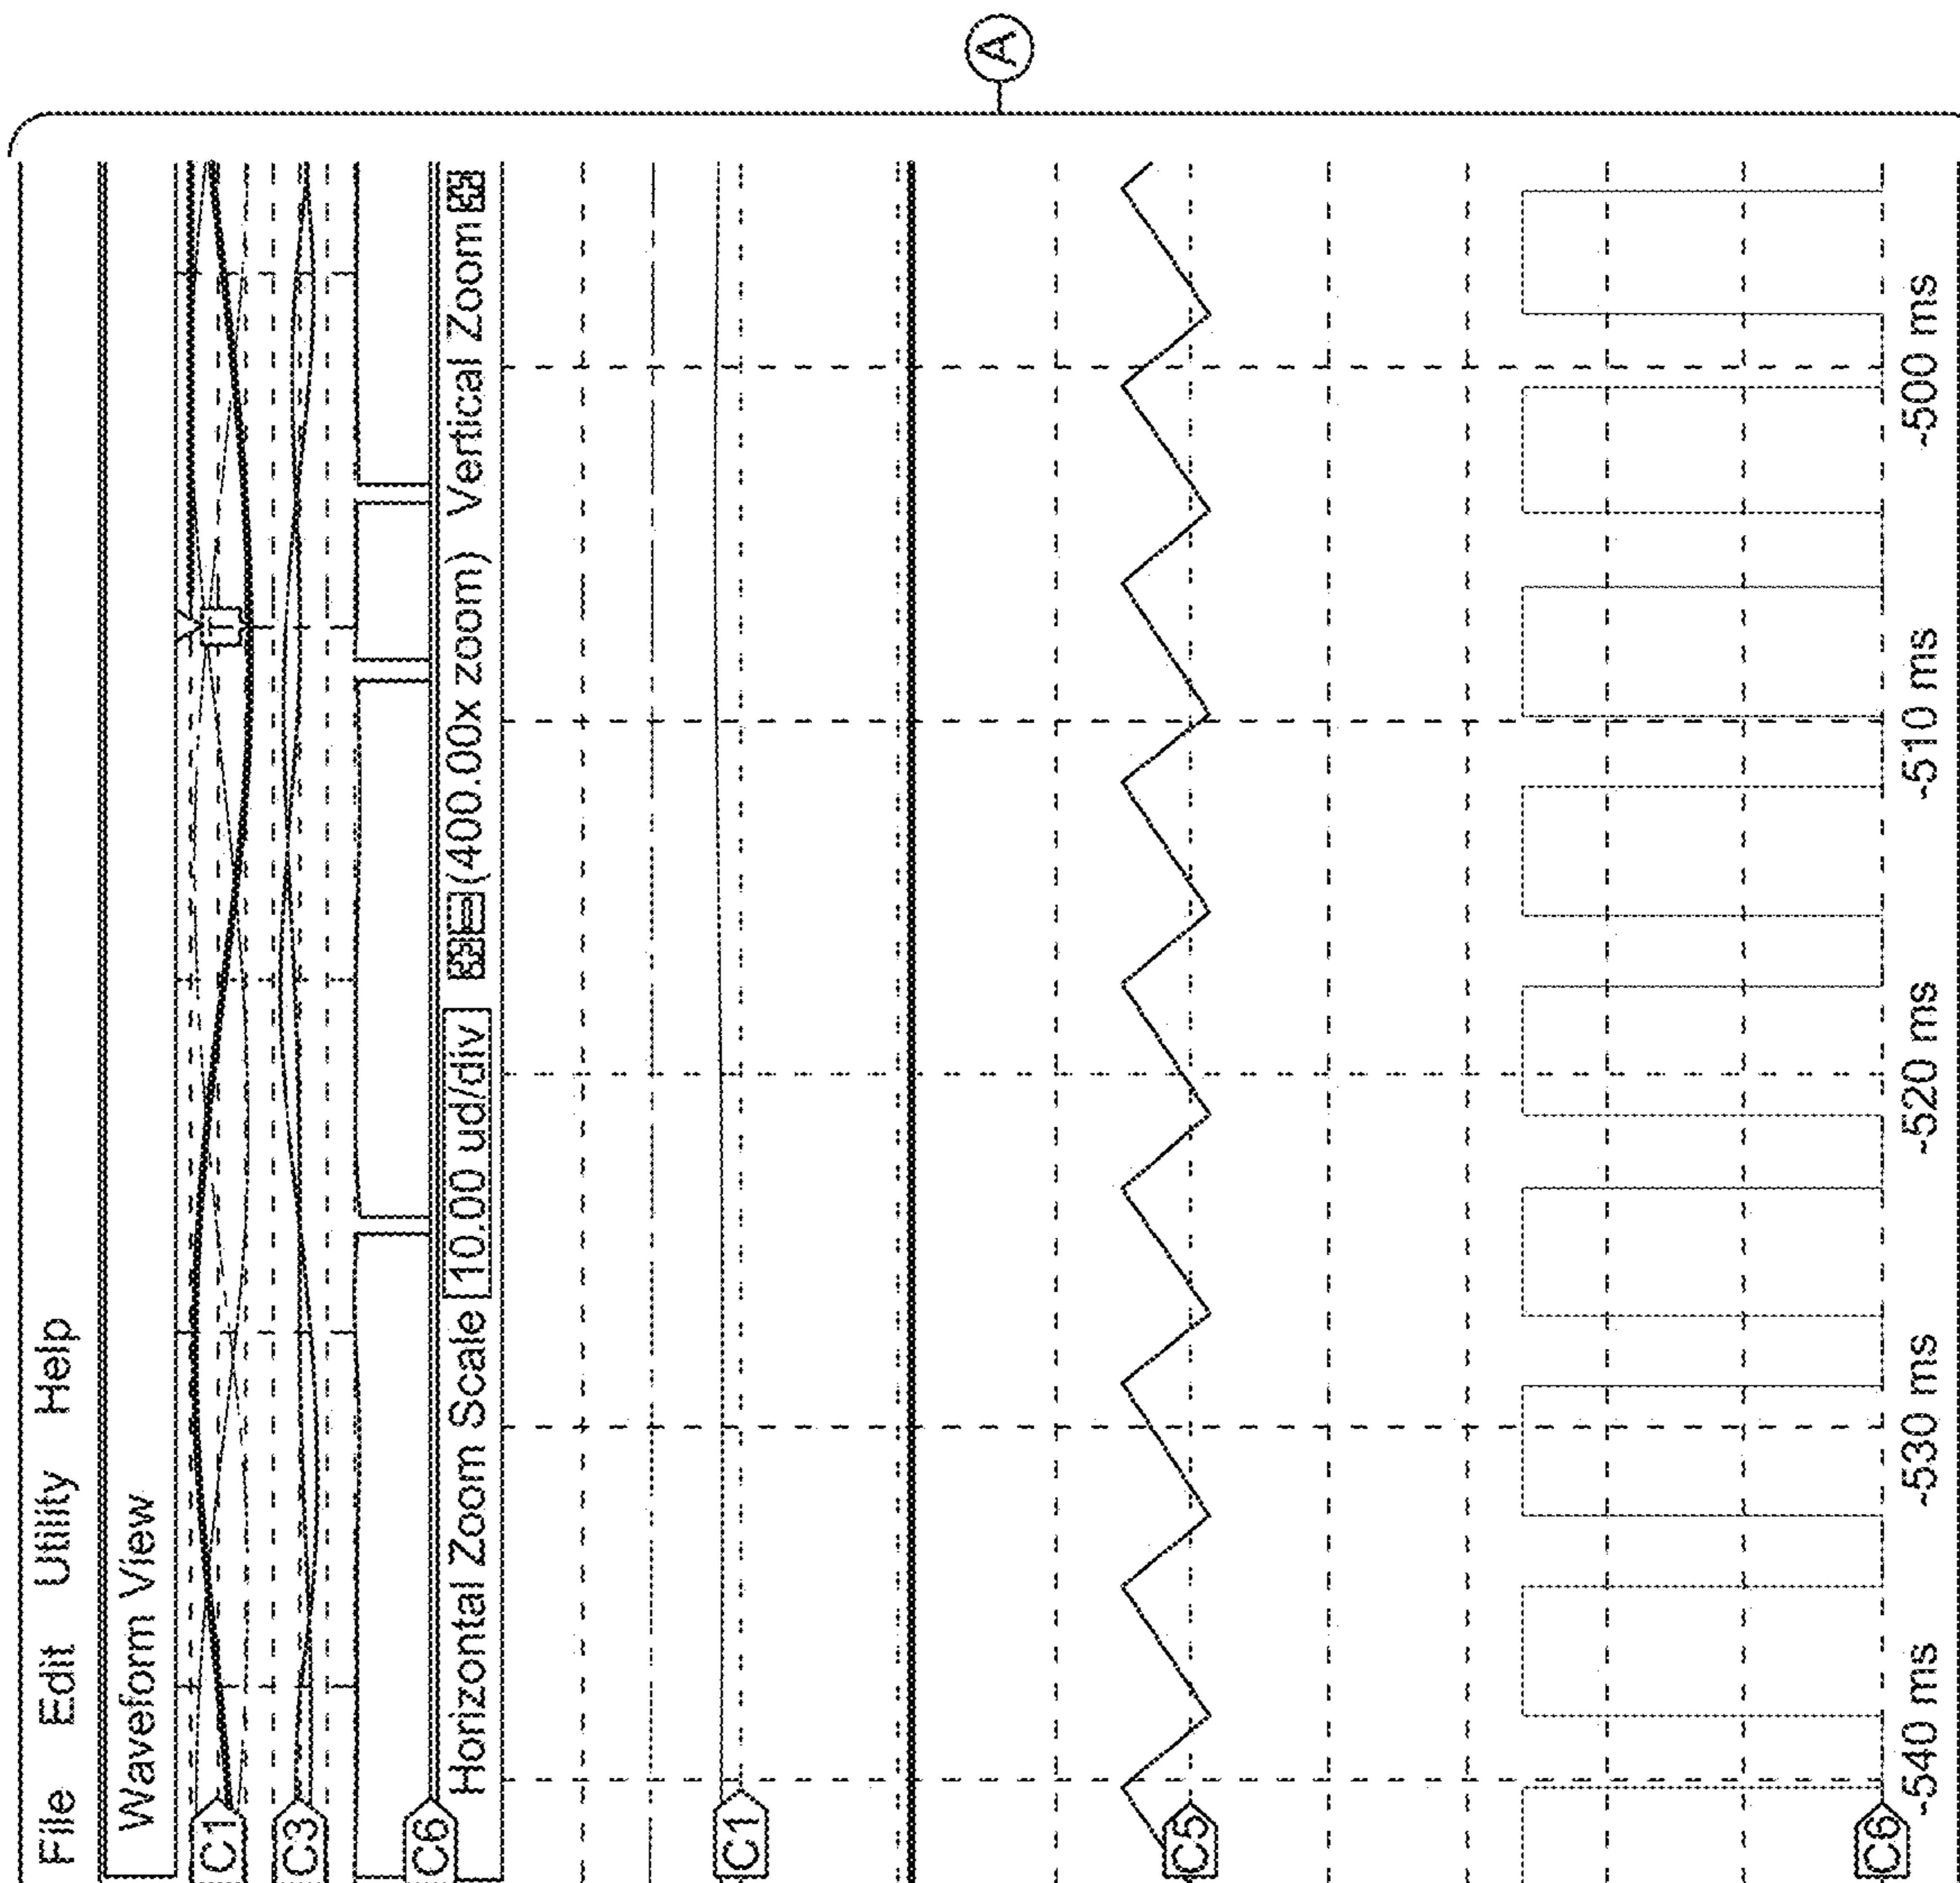 File Edit Utility Help
Waveform View
C1
T
C3
C6
Horizontal Zoom Scale 10.00 ud/div (400.00x zoom) Vertical Zoom
C1
C5
C6
-540 ms -530 ms -520 ms -510 ms -500 ms
A